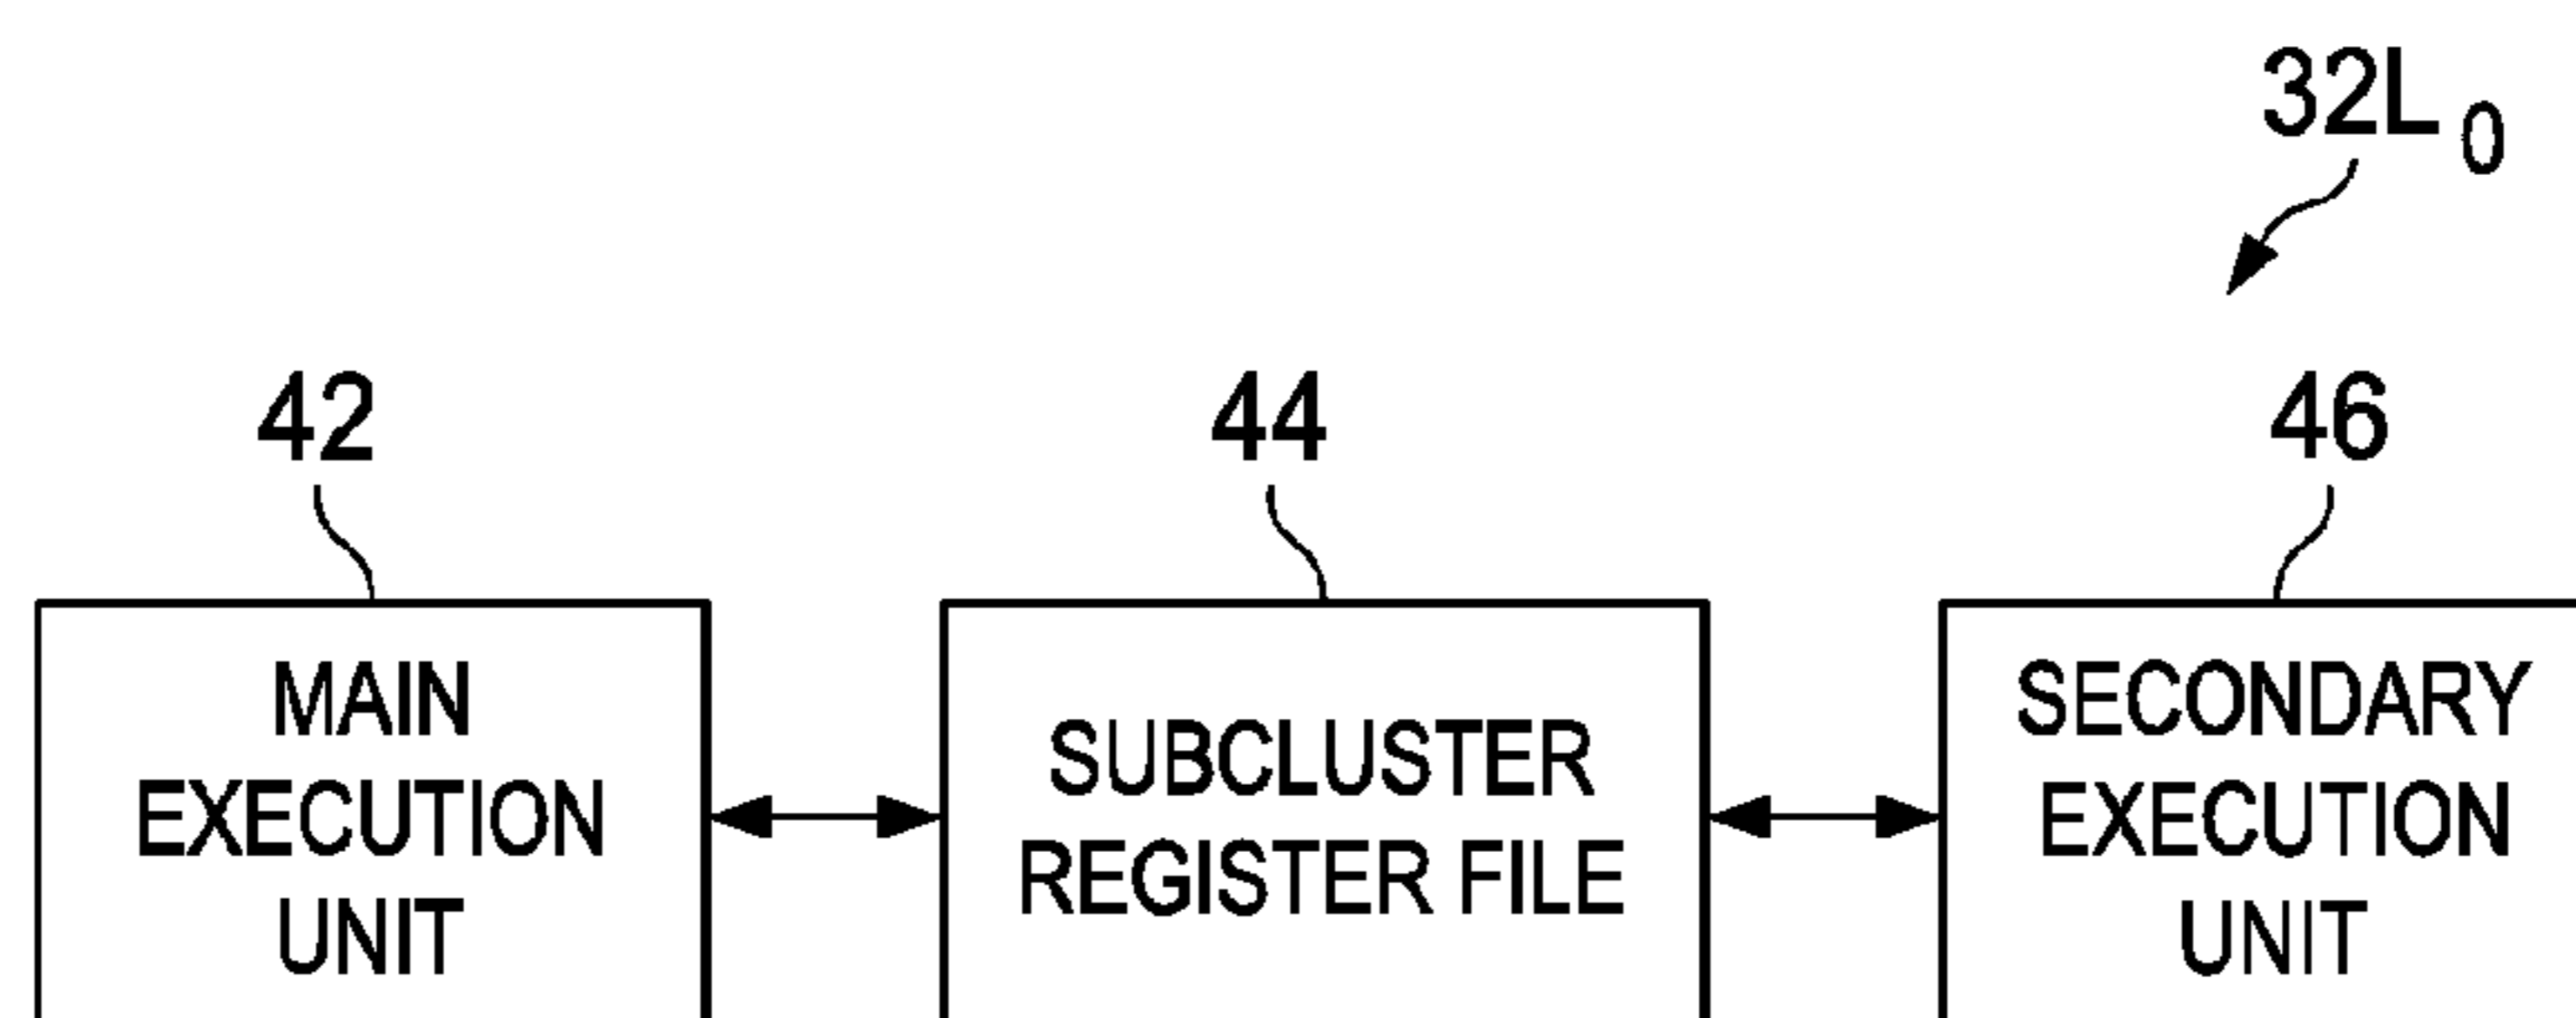 32L0
42
44
46
MAIN
EXECUTION
UNIT
SUBCLUSTER
REGISTER FILE
SECONDARY
EXECUTION
UNIT